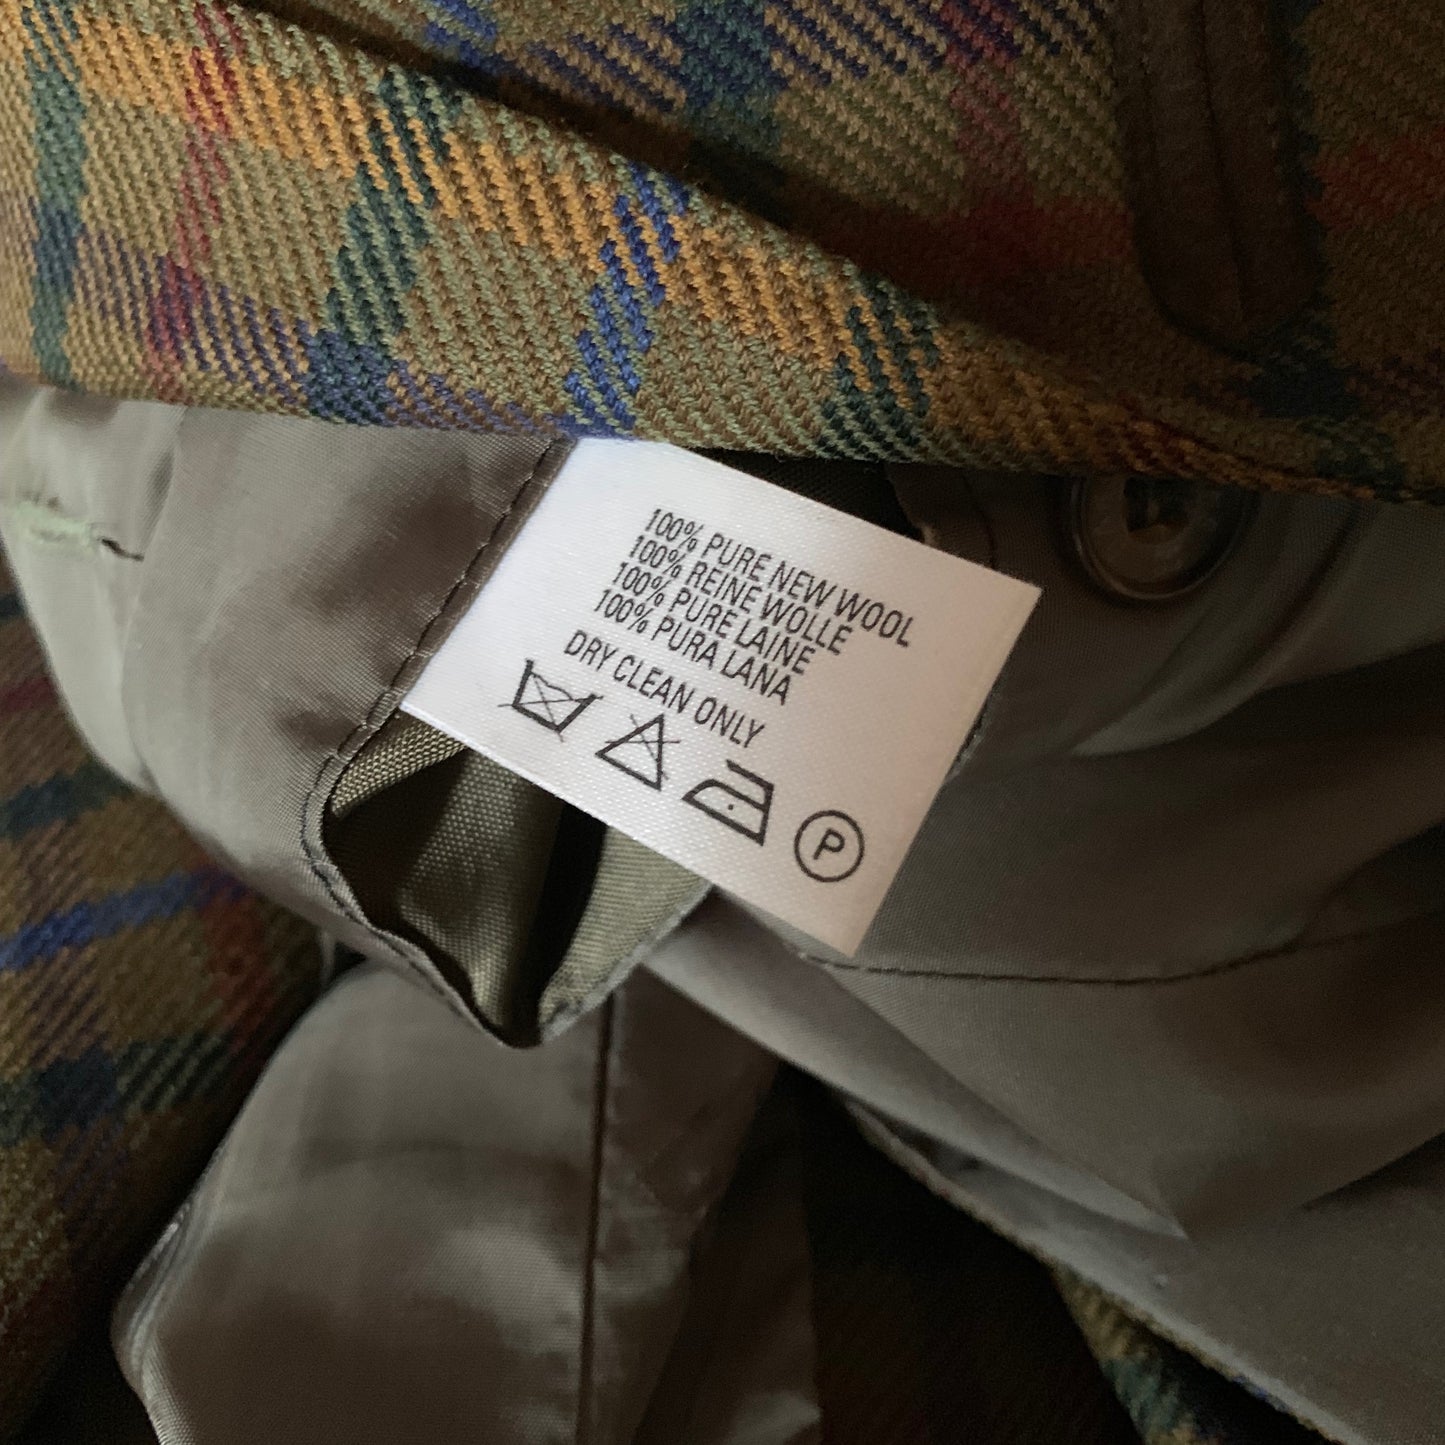 100% PURE NEW WOOL
100% REINE WOLLE
100% PURE LAINE
100% PURA LANA
DRY CLEAN ONLY
P